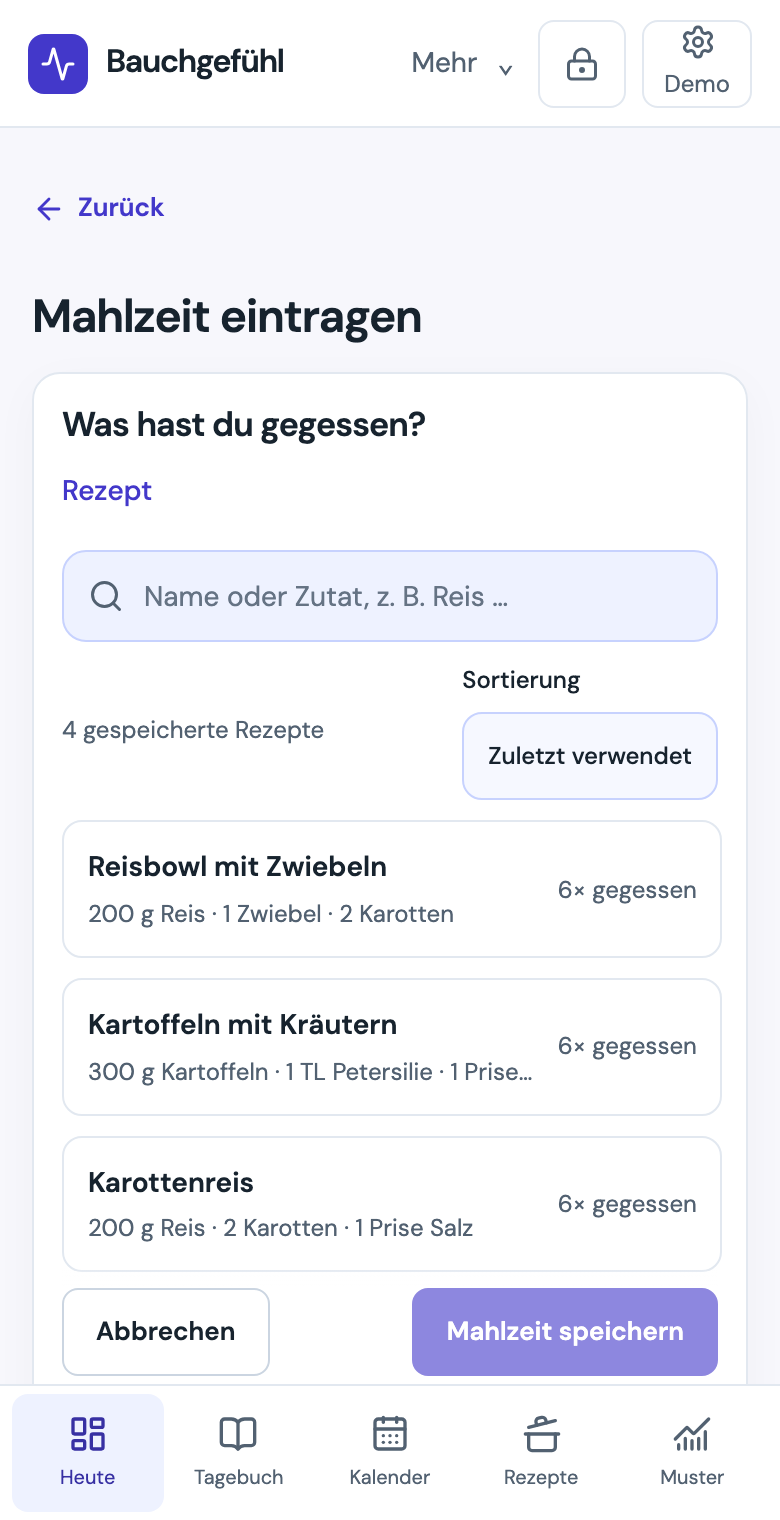 Bauchgefühl
Mehr
Demo
Zurück
Mahlzeit eintragen
Was hast du gegessen?
Rezept
Name oder Zutat, z. B. Reis ...
Sortierung
4 gespeicherte Rezepte
Zuletzt verwendet
Reisbowl mit Zwiebeln
200 g Reis · 1 Zwiebel · 2 Karotten
6× gegessen
Kartoffeln mit Kräutern
300 g Kartoffeln · 1 TL Petersilie · 1 Prise...
6× gegessen
Karottenreis
200 g Reis · 2 Karotten · 1 Prise Salz
6× gegessen
Abbrechen
Mahlzeit speichern
Heute
Tagebuch
Kalender
Rezepte
Muster